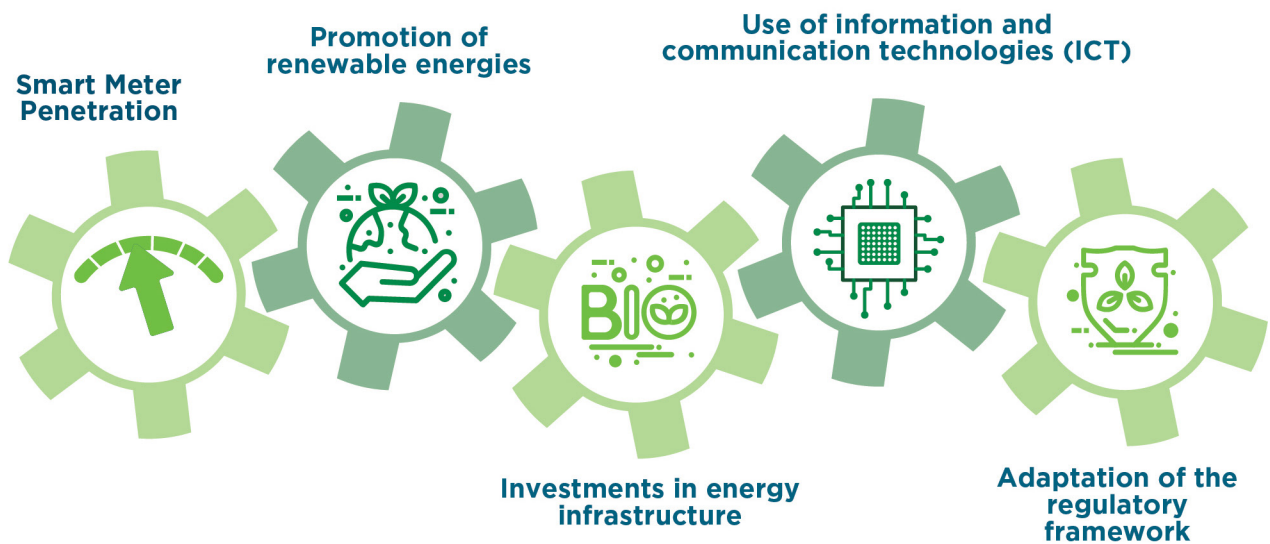 Smart Meter
Penetration
Promotion of
renewable energies
BIO
Investments in energy
infrastructure
Use of information and
communication technologies (ICT)
Adaptation of the
regulatory
framework